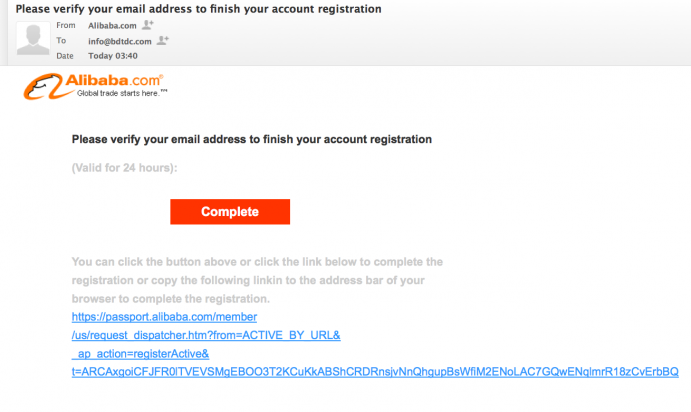 Please verify your email address to finish your account registration
From Alibaba.com
To info@bdtdc.com
Date Today 03:40
Alibaba.com®
Global trade starts here.™
Please verify your email address to finish your account registration
(Valid for 24 hours):
Complete
You can click the button above or click the link below to complete the
registration or copy the following linkin to the address bar of your
browser to complete the registration.
https://passport.alibaba.com/member
/us/request_dispatcher.htm?from=ACTIVE_BY_URL&
_ap_action=registerActive&
t=ARCAxgoiCFJFR0lTVEVSMgEBOO3T2KCuKkABShCRDRnsjvNnQhgupBsWfiM2ENoLAC7GQwENqlmrR18zCvErbBQ